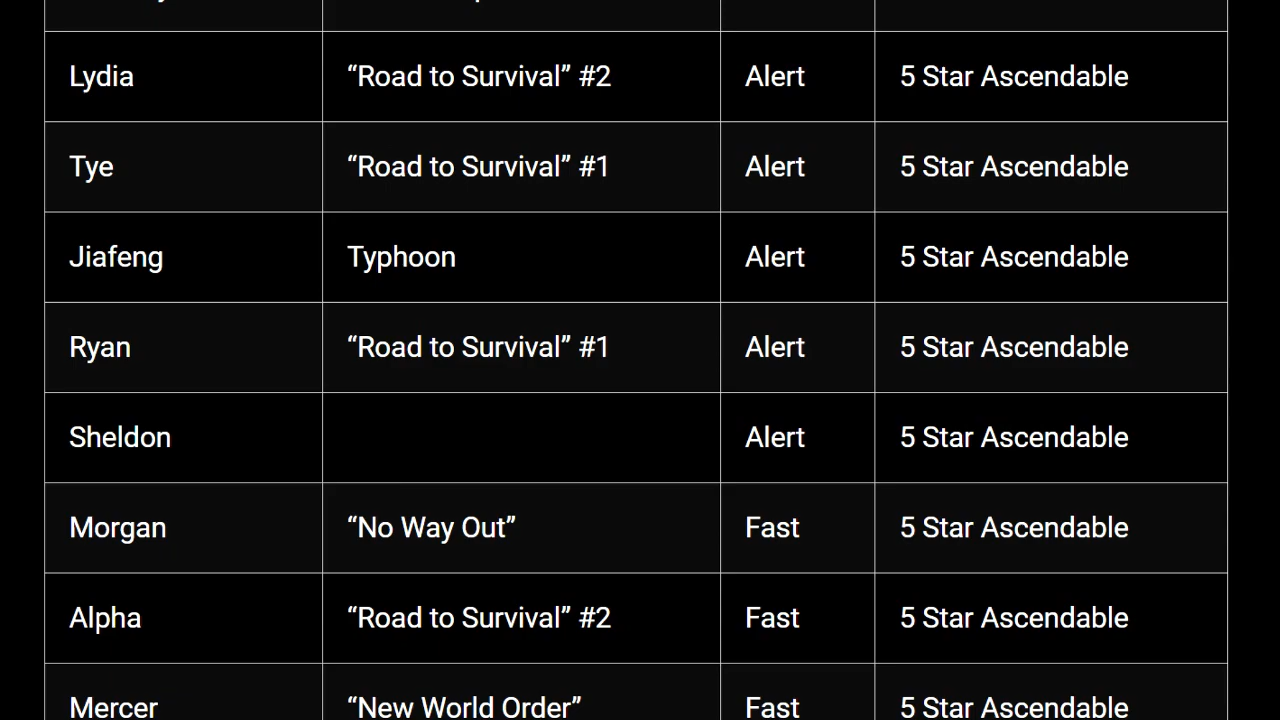 Lydia “Road to Survival” #2 Alert 5 Star Ascendable
Tye “Road to Survival” #1 Alert 5 Star Ascendable
Jiafeng Typhoon Alert 5 Star Ascendable
Ryan “Road to Survival” #1 Alert 5 Star Ascendable
Sheldon Alert 5 Star Ascendable
Morgan “No Way Out” Fast 5 Star Ascendable
Alpha “Road to Survival” #2 Fast 5 Star Ascendable
Mercer “New World Order” Fast 5 Star Ascendable